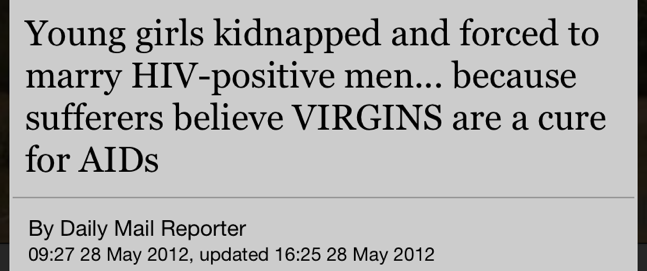 Young girls kidnapped and forced to
marry HIV-positive men... because
sufferers believe VIRGINS are a cure
for AIDs
By Daily Mail Reporter
09:27 28 May 2012, updated 16:25 28 May 2012